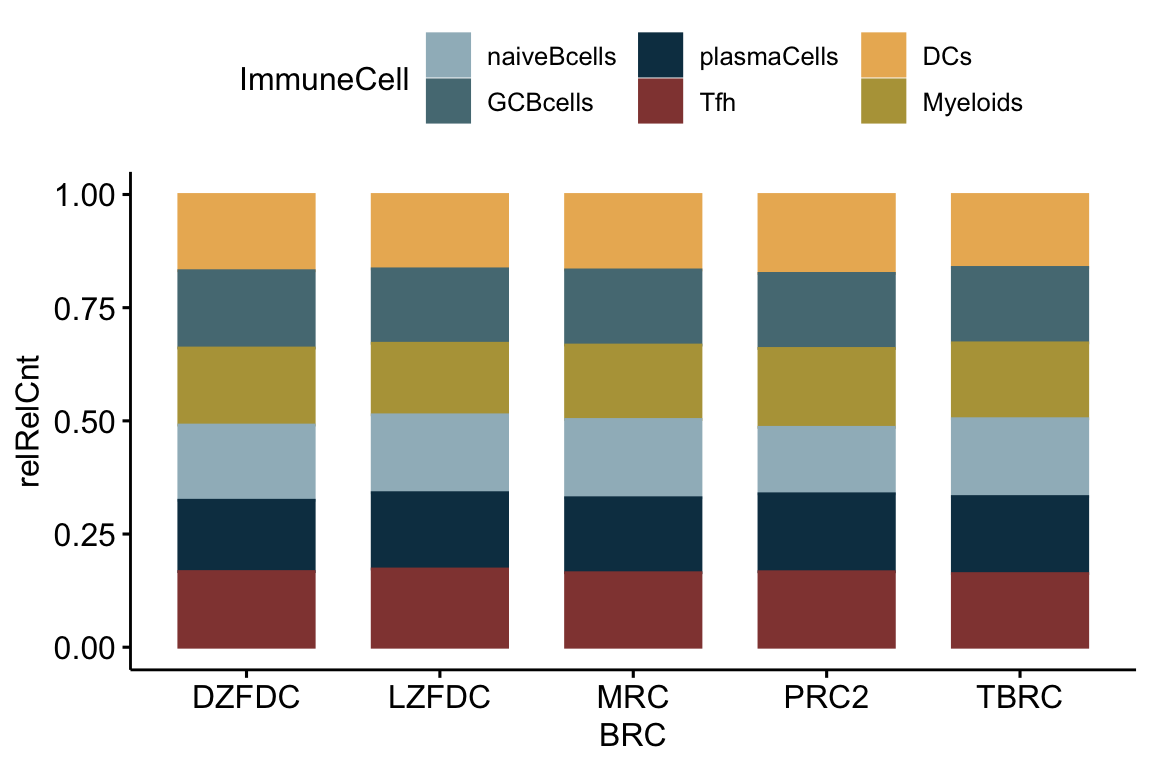 ImmuneCell
naiveBcells plasmaCells DCs
GCBcells Tfh Myeloids
1.00
0.75
0.50
0.25
0.00
relRelCnt
DZFDC LZFDC MRC PRC2 TBRC
BRC